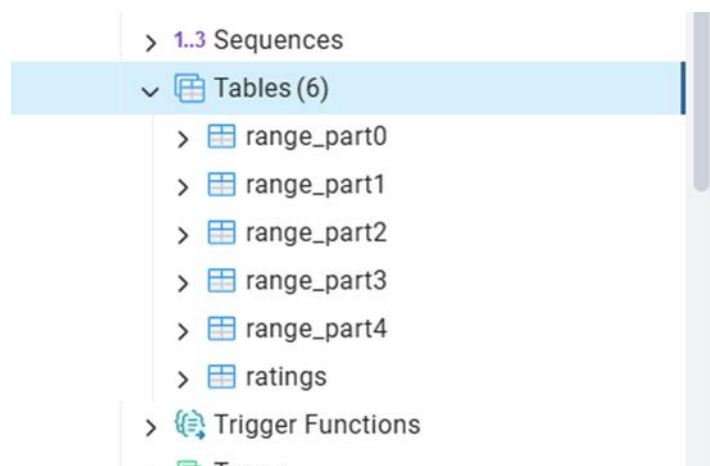 1..3 Sequences
Tables (6)
range_part0
range_part1
range_part2
range_part3
range_part4
ratings
Trigger Functions